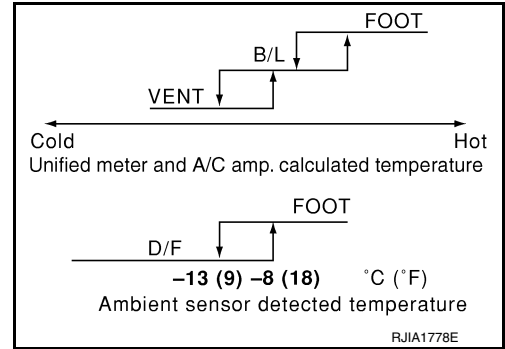 FOOT
B/L
VENT
Cold Hot
Unified meter and A/C amp. calculated temperature
FOOT
D/F
–13 (9) –8 (18) ˚C (˚F)
Ambient sensor detected temperature
RJIA1778E